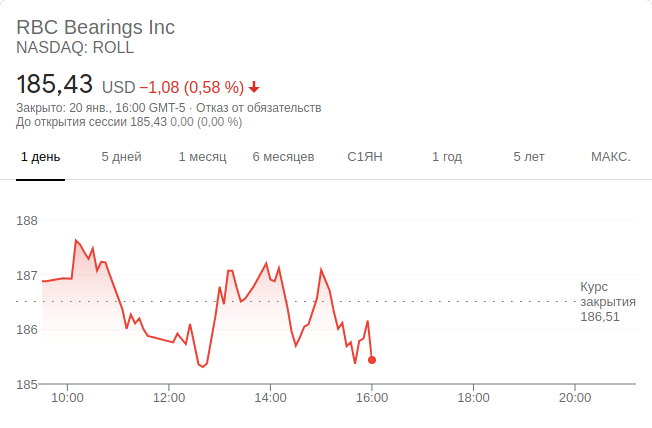 RBC Bearings Inc
NASDAQ: ROLL
185,43 USD −1,08 (0,58 %)
Закрыто: 20 янв., 16:00 GMT-5 · Отказ от обязательств
До открытия сессии 185,43 0,00 (0,00 %)
1 день 5 дней 1 месяц 6 месяцев С1ЯН 1 год 5 лет МАКС.
188
187
Курс
закрытия
186,51
186
185
10:00 12:00 14:00 16:00 18:00 20:00